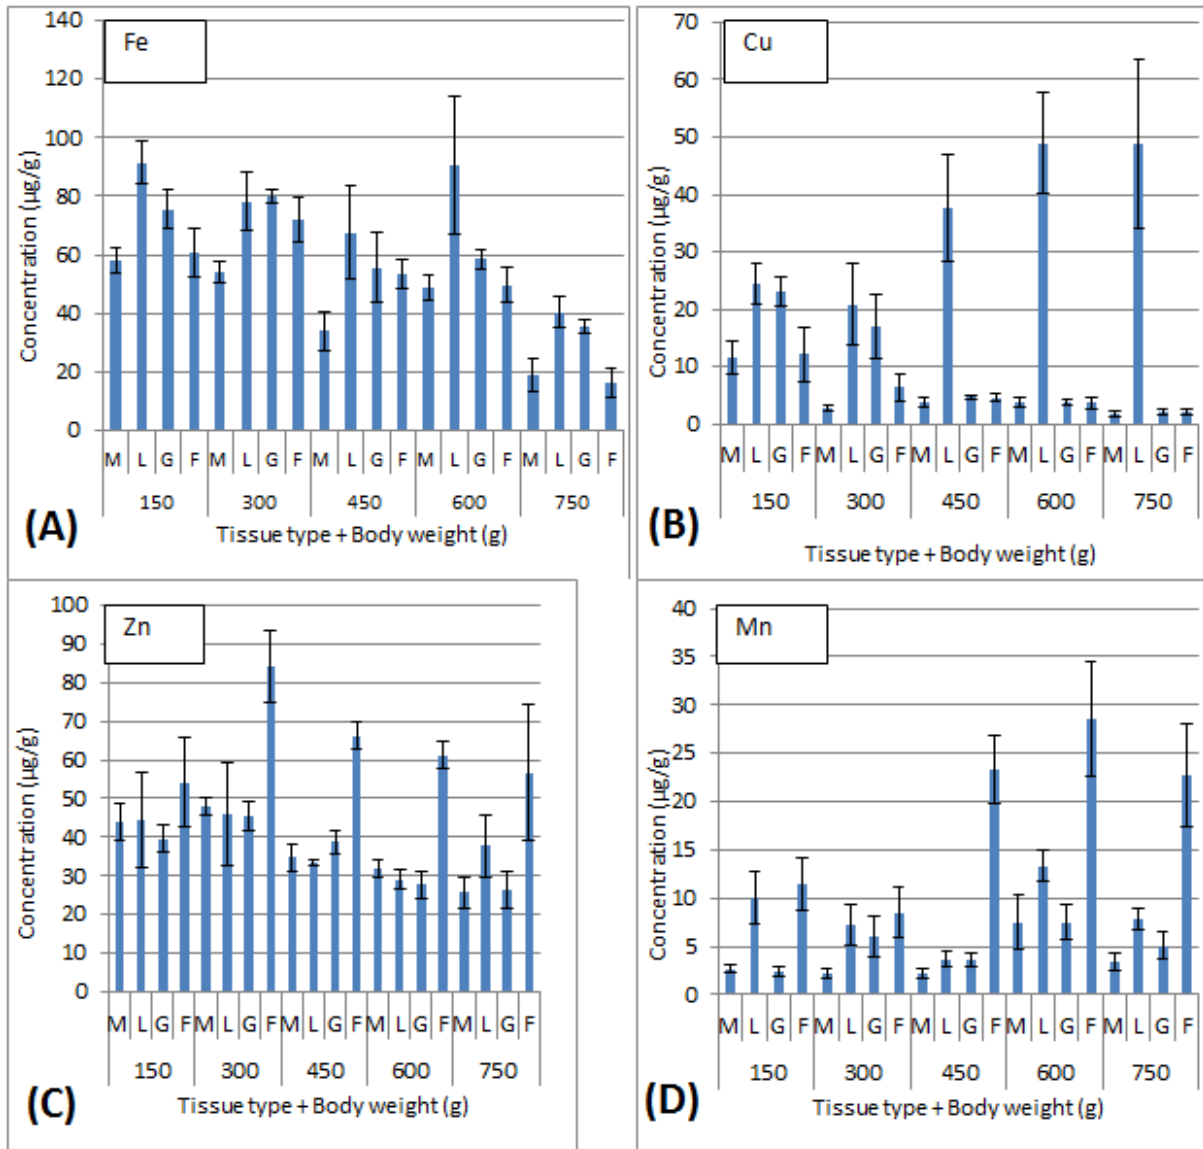 Fe
Concentration (µg/g)
140
120
100
80
60
40
20
0
M L G F M L G F M L G F M L G F M L G F
150 300 450 600 750
Tissue type + Body weight (g)
(A)
Cu
Concentration (µg/g)
70
60
50
40
30
20
10
0
M L G F M L G F M L G F M L G F M L G F
150 300 450 600 750
Tissue type + Body weight (g)
(B)
Zn
Concentration (µg/g)
100
90
80
70
60
50
40
30
20
10
0
M L G F M L G F M L G F M L G F M L G F
150 300 450 600 750
Tissue type + Body weight (g)
(C)
Mn
Concentration (µg/g)
40
35
30
25
20
15
10
5
0
M L G F M L G F M L G F M L G F M L G F
150 300 450 600 750
Tissue type + Body weight (g)
(D)